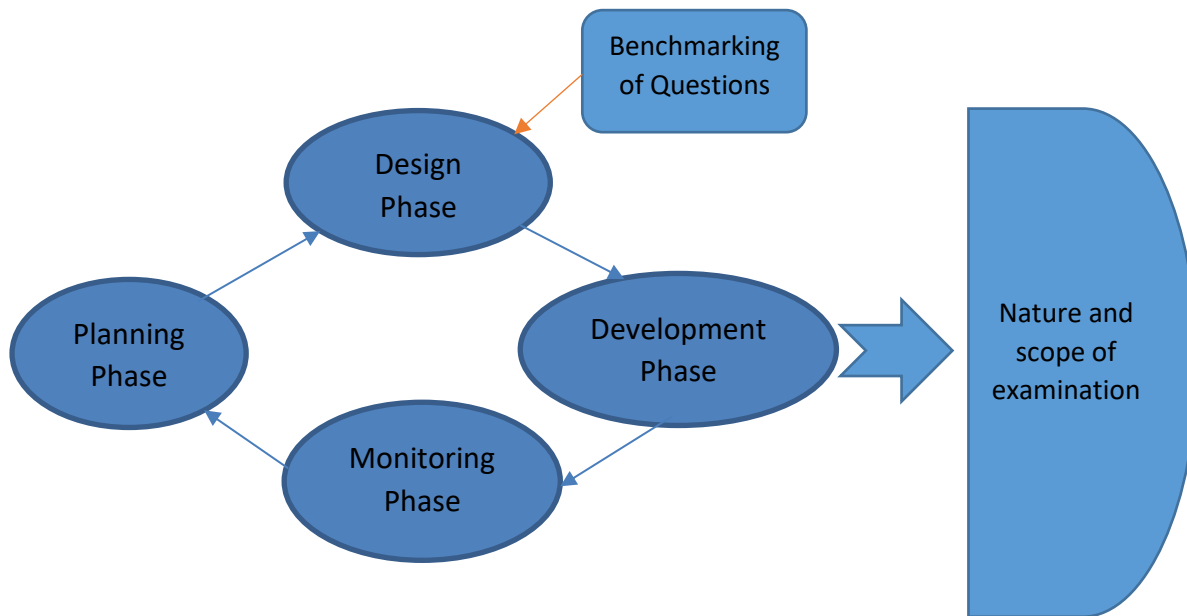 Benchmarking
of Questions
Design
Phase
Planning
Phase
Development
Phase
Monitoring
Phase
Nature and
scope of
examination